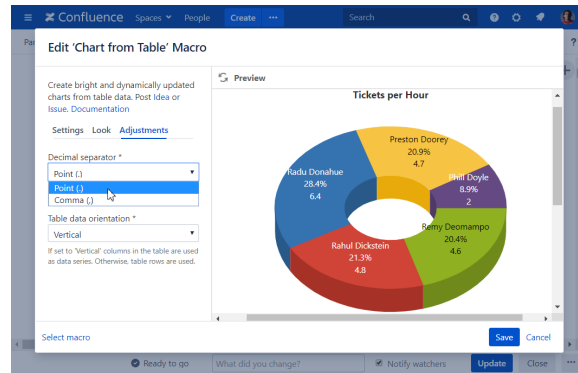 Confluence Spaces People Create ... Search
Pa
?
Edit 'Chart from Table' Macro
Create bright and dynamically updated
charts from table data. Post Idea or
Issue. Documentation
Settings Look Adjustments
Decimal separator *
Point (.)
Point (.)
Comma (,)
Table data orientation *
Vertical
If set to 'Vertical' columns in the table are used
as data series. Otherwise, table rows are used.
Preview
Tickets per Hour
Preston Doorey
20.9%
4.7
Radu Donahue
28.4%
6.4
Phill Doyle
8.9%
2
Remy Deomampo
20.4%
4.6
Rahul Dickstein
21.3%
4.8
Select macro
Save Cancel
Ready to go What did you change? Notify watchers Update Close ...